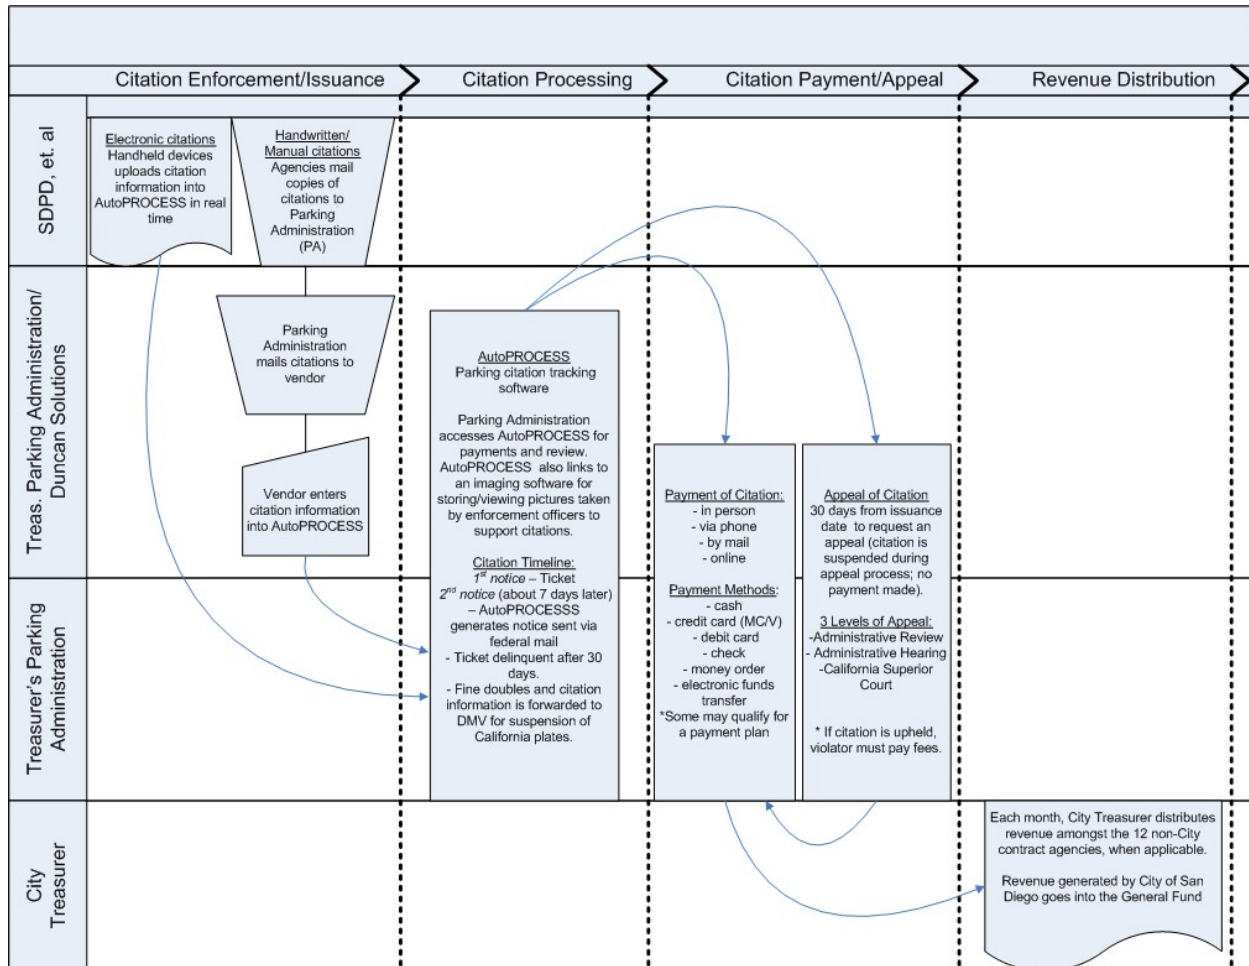 Citation Enforcement/Issuance
Citation Processing
Citation Payment/Appeal
Revenue Distribution
SDPD, et. al
Electronic citations
Handheld devices
uploads citation
information into
AutoPROCESS in real
time
Handwritten/
Manual citations
Agencies mail
copies of
citations to
Parking
Administration
(PA)
Treas. Parking Administration/
Duncan Solutions
Parking
Administration
mails citations to
vendor
Vendor enters
citation information
into AutoPROCESS
AutoPROCESS
Parking citation tracking
software
Parking Administration
accesses AutoPROCESS for
payments and review.
AutoPROCESS also links to
an imaging software for
storing/viewing pictures taken
by enforcement officers to
support citations.
Citation Timeline:
1st notice – Ticket
2nd notice (about 7 days later)
– AutoPROCESSS
generates notice sent via
federal mail
- Ticket delinquent after 30
days.
- Fine doubles and citation
information is forwarded to
DMV for suspension of
California plates.
Payment of Citation:
- in person
- via phone
- by mail
- online
Payment Methods:
- cash
- credit card (MC/V)
- debit card
- check
- money order
- electronic funds
transfer
*Some may qualify for
a payment plan
Appeal of Citation
30 days from issuance
date to request an
appeal (citation is
suspended during
appeal process; no
payment made).
3 Levels of Appeal:
-Administrative Review
- Administrative Hearing
-California Superior
Court
* If citation is upheld,
violator must pay fees.
Treasurer's Parking
Administration
City
Treasurer
Each month, City Treasurer distributes
revenue amongst the 12 non-City
contract agencies, when applicable.
Revenue generated by City of San
Diego goes into the General Fund